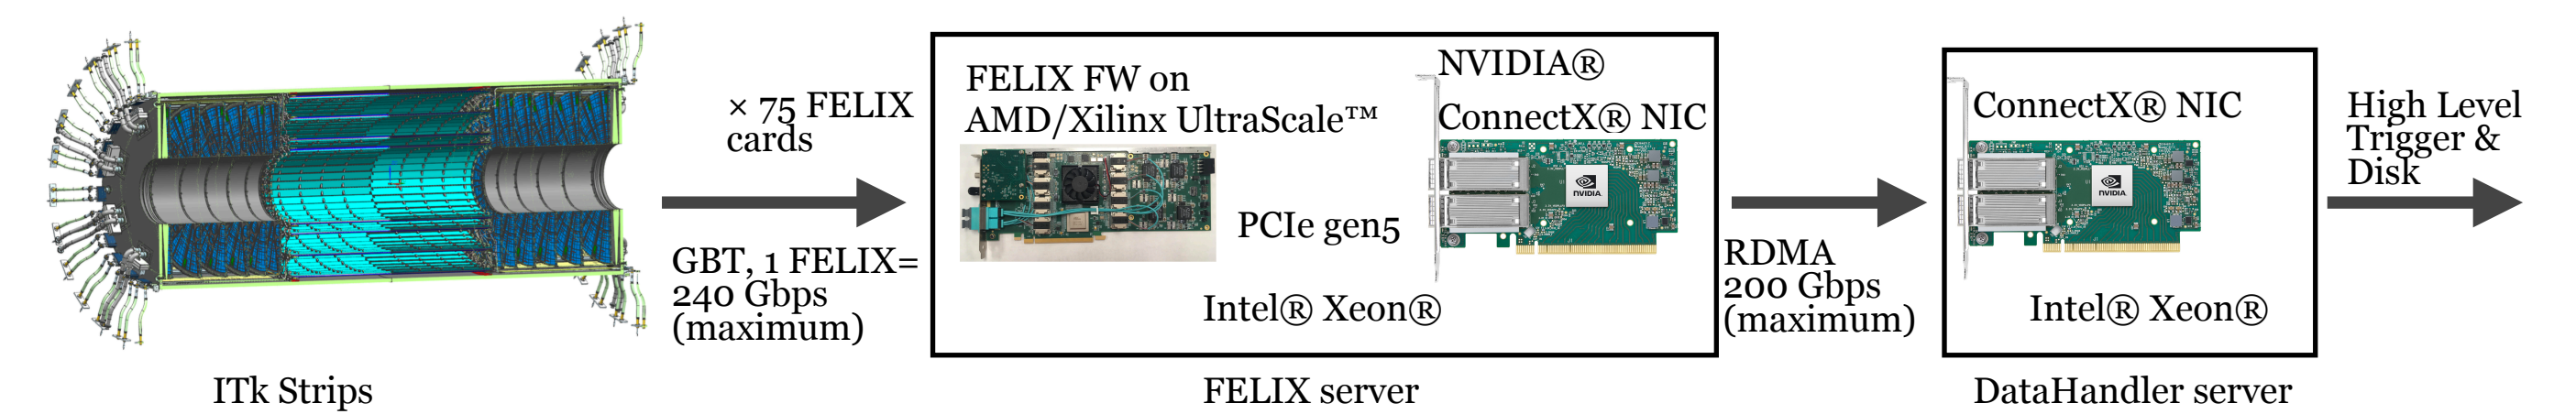 × 75 FELIX
cards
GBT, 1 FELIX=
240 Gbps
(maximum)
ITk Strips
FELIX FW on
AMD/Xilinx UltraScale™
NVIDIA®
ConnectX® NIC
NVIDIA
PCIe gen5
Intel® Xeon®
FELIX server
RDMA
200 Gbps
(maximum)
ConnectX® NIC
NVIDIA
Intel® Xeon®
DataHandler server
High Level
Trigger &
Disk